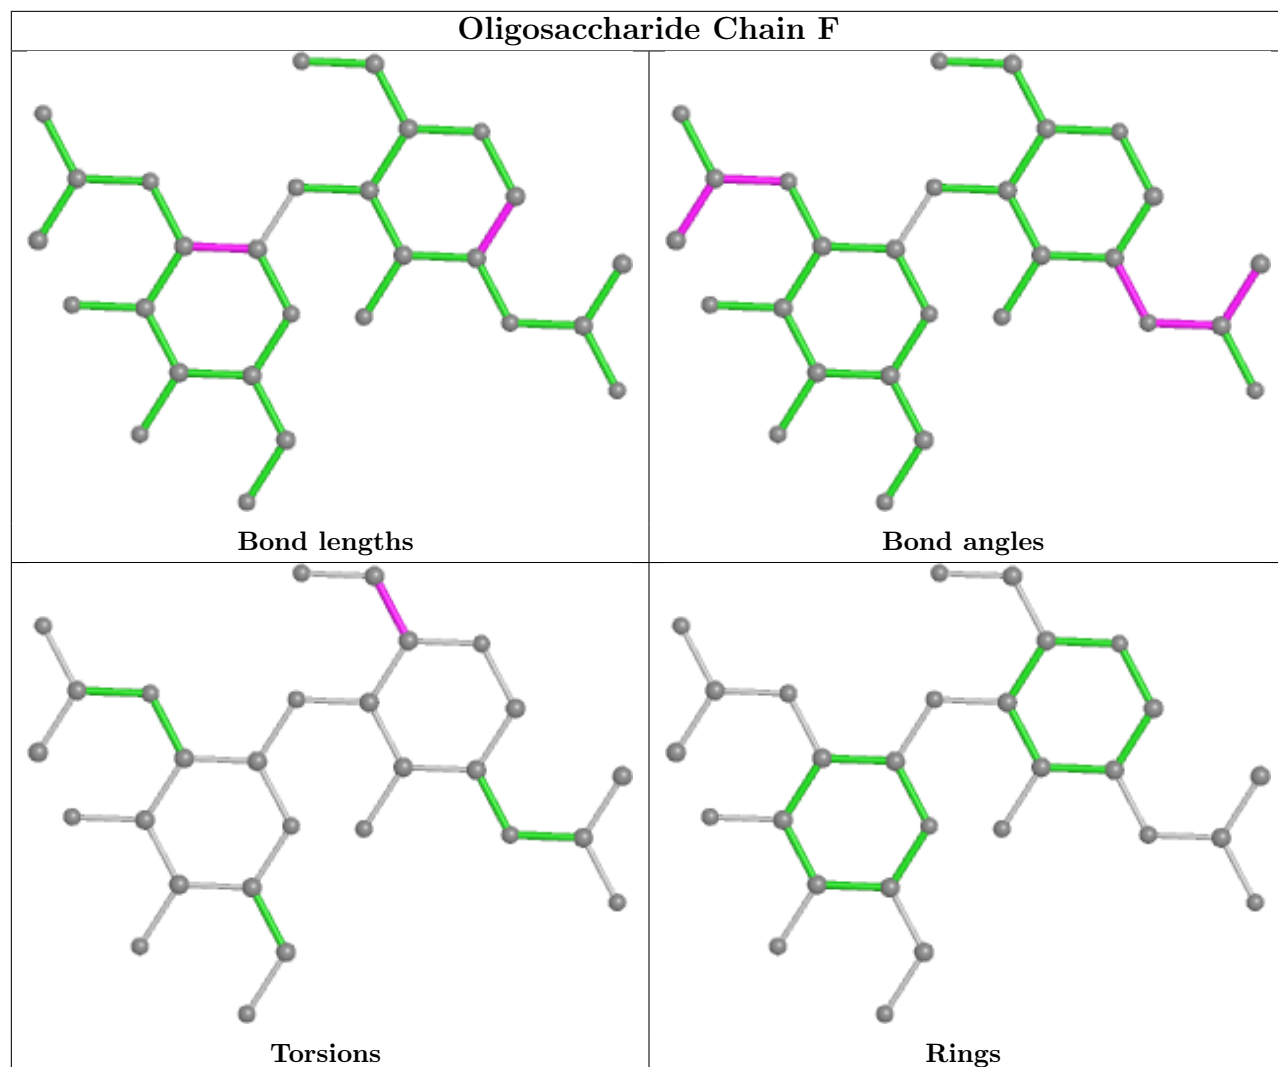 Oligosaccharide Chain F
Bond lengths
Bond angles
Torsions
Rings